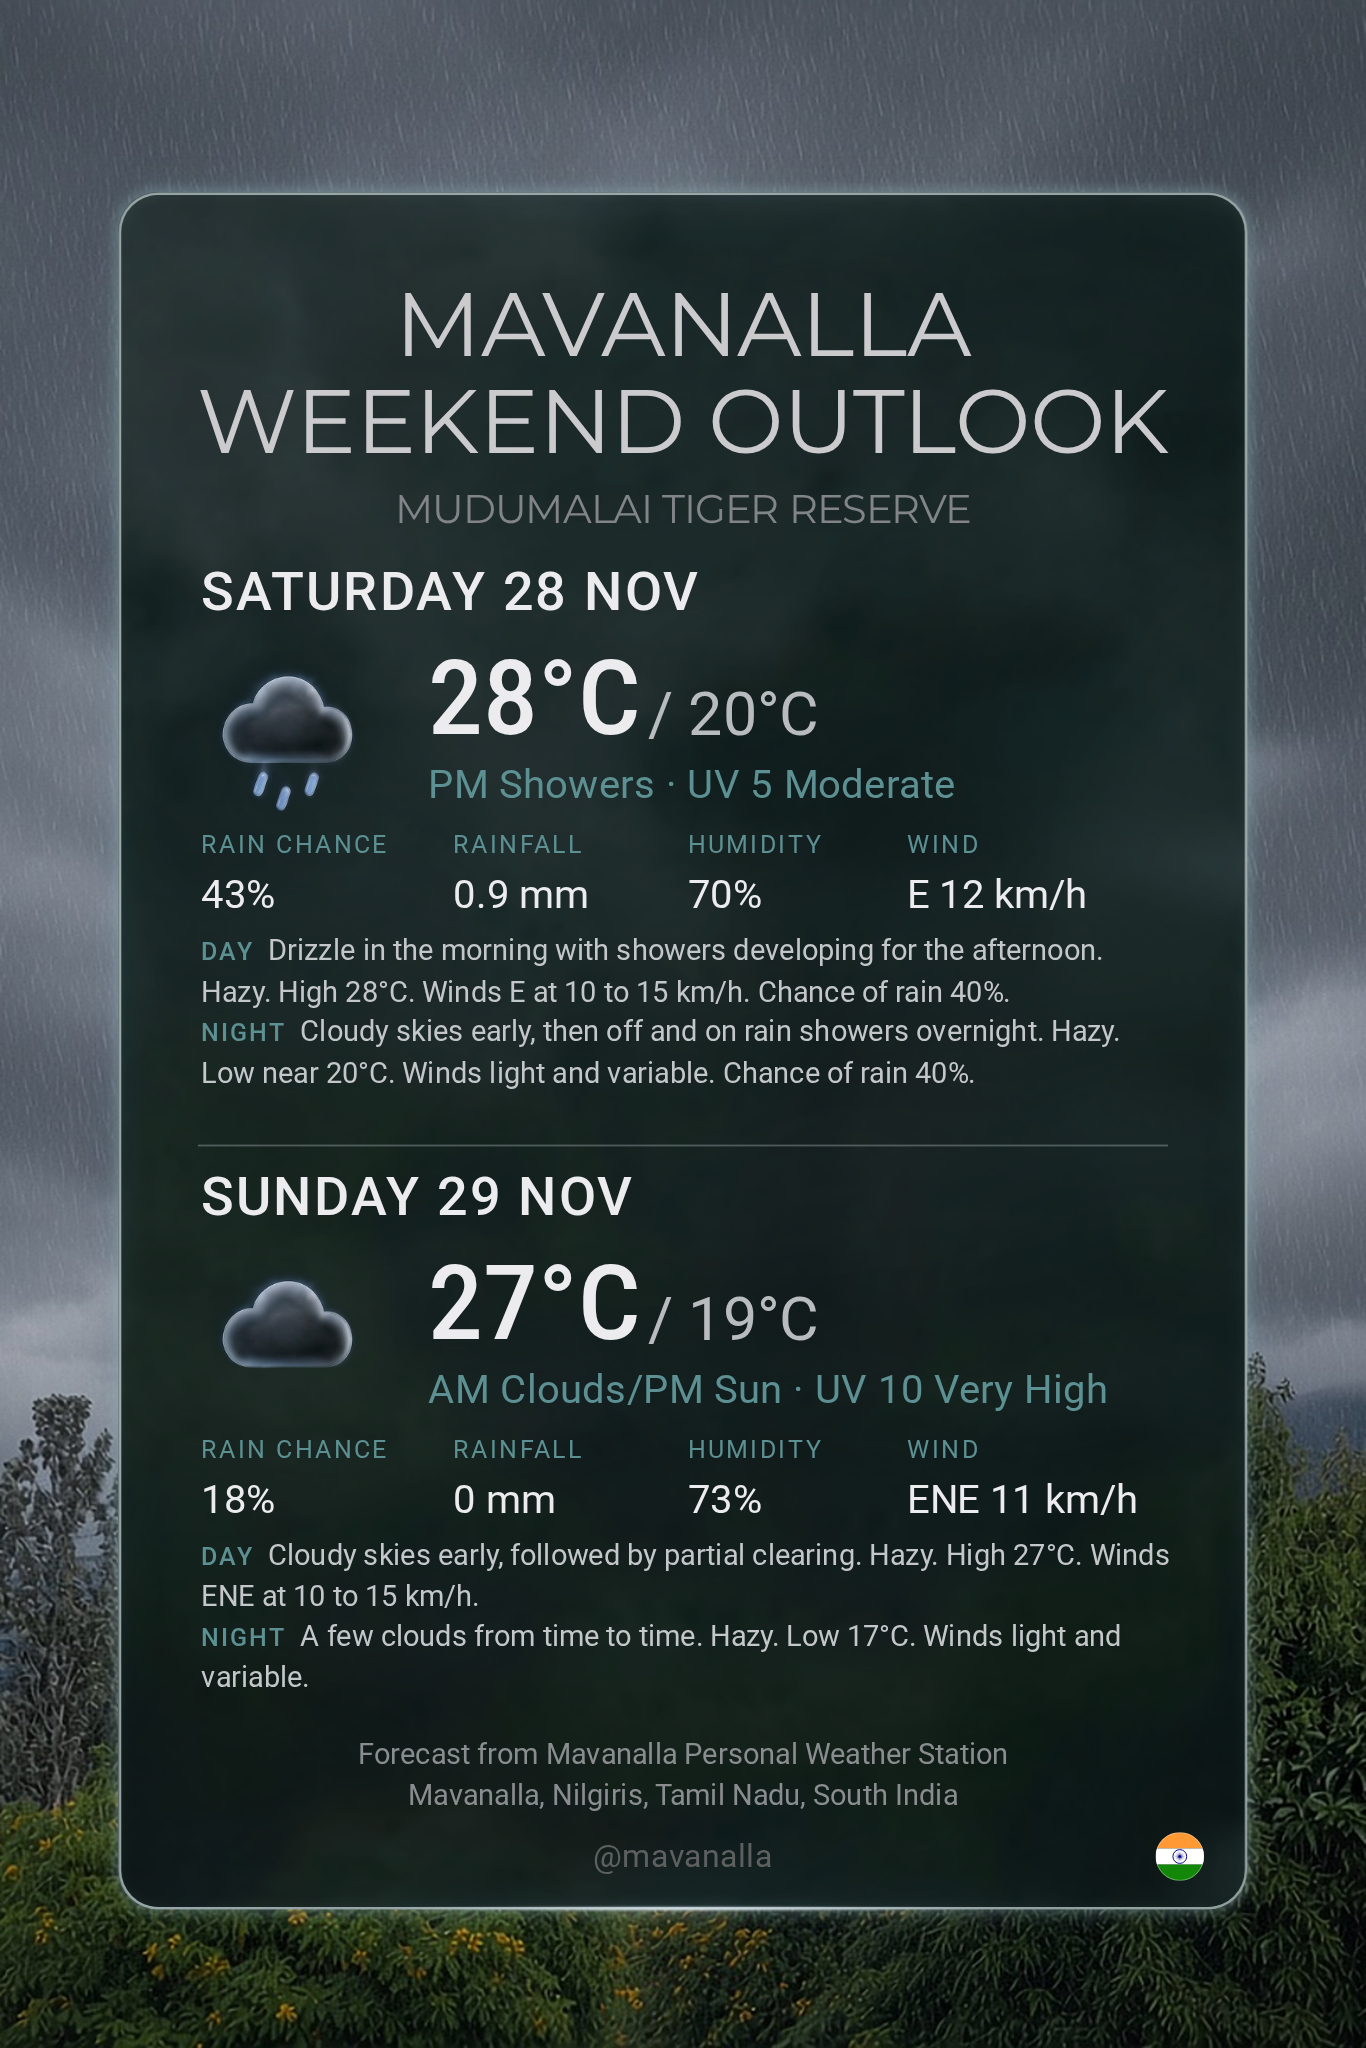 MAVANALLA
WEEKEND OUTLOOK
MUDUMALAI TIGER RESERVE
SATURDAY 28 NOV
28°C / 20°C
PM Showers · UV 5 Moderate
RAIN CHANCE RAINFALL HUMIDITY WIND
43% 0.9 mm 70% E 12 km/h
DAY Drizzle in the morning with showers developing for the afternoon.
Hazy. High 28°C. Winds E at 10 to 15 km/h. Chance of rain 40%.
NIGHT Cloudy skies early, then off and on rain showers overnight. Hazy.
Low near 20°C. Winds light and variable. Chance of rain 40%.
SUNDAY 29 NOV
27°C / 19°C
AM Clouds/PM Sun · UV 10 Very High
RAIN CHANCE RAINFALL HUMIDITY WIND
18% 0 mm 73% ENE 11 km/h
DAY Cloudy skies early, followed by partial clearing. Hazy. High 27°C. Winds
ENE at 10 to 15 km/h.
NIGHT A few clouds from time to time. Hazy. Low 17°C. Winds light and
variable.
Forecast from Mavanalla Personal Weather Station
Mavanalla, Nilgiris, Tamil Nadu, South India
@mavanalla